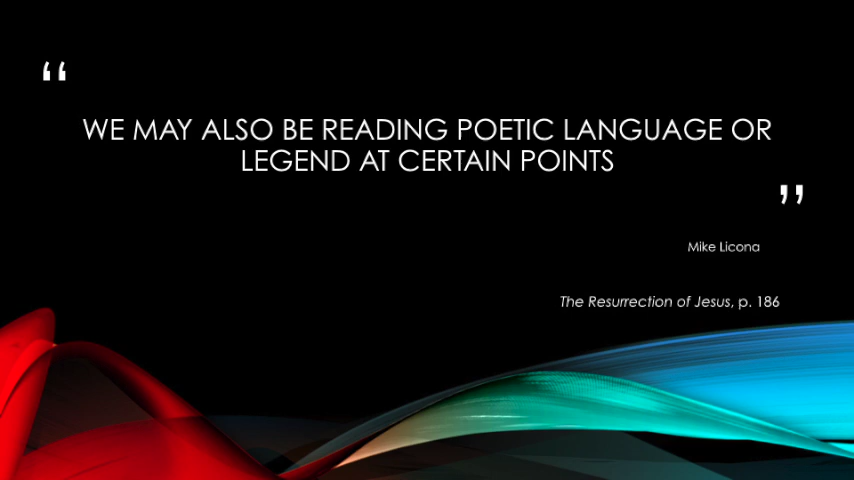 “
WE MAY ALSO BE READING POETIC LANGUAGE OR
LEGEND AT CERTAIN POINTS
”
Mike Licona
The Resurrection of Jesus, p. 186